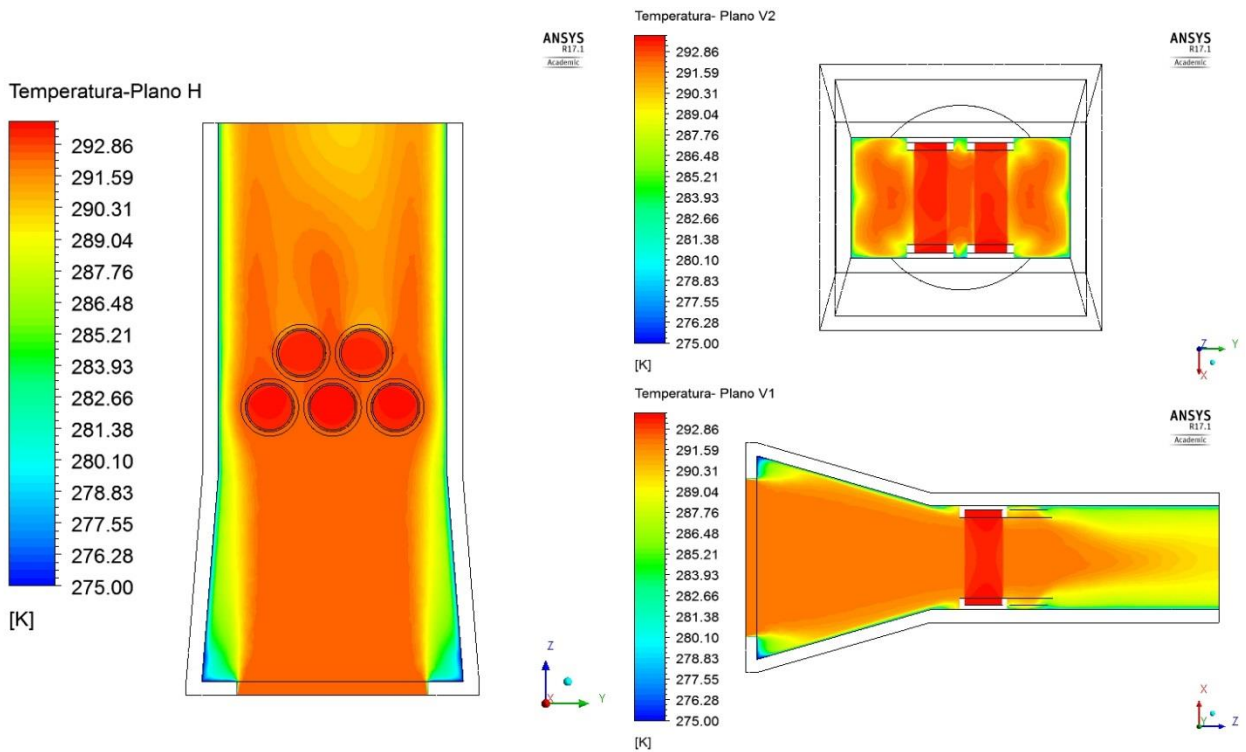 Temperatura-Plano H
292.86
291.59
290.31
289.04
287.76
286.48
285.21
283.93
282.66
281.38
280.10
278.83
277.55
276.28
275.00
[K]
ANSYS
R17.1
Academic
Z
X
Y
Temperatura- Plano V2
292.86
291.59
290.31
289.04
287.76
286.48
285.21
283.93
282.66
281.38
280.10
278.83
277.55
276.28
275.00
[K]
ANSYS
R17.1
Academic
Z
Y
X
Temperatura- Plano V1
292.86
291.59
290.31
289.04
287.76
286.48
285.21
283.93
282.66
281.38
280.10
278.83
277.55
276.28
275.00
[K]
ANSYS
R17.1
Academic
X
Y
Z